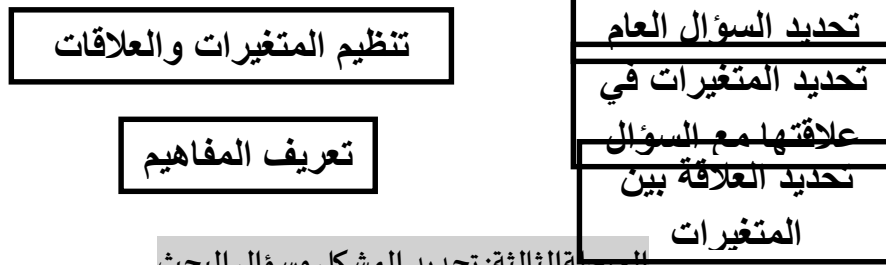 تحديد السؤال العام
تنظيم المتغيرات والعلاقات
تحديد المتغيرات في
علاقتها مع السؤال
تعريف المفاهيم
تحديد العلاقة بين
المتغيرات
الثالثة: تحديد المشكل وسؤال البحث